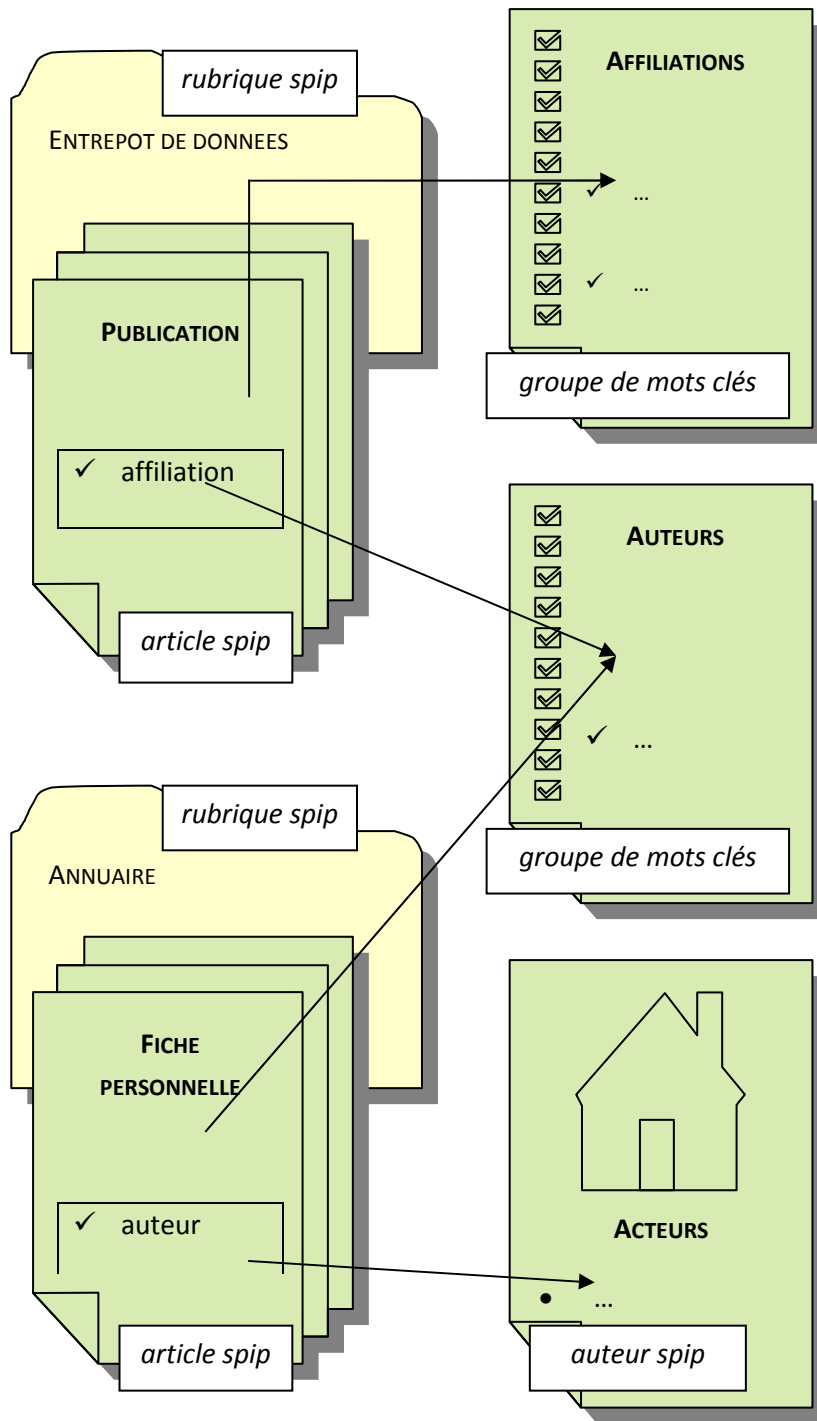 rubrique spip
ENTREPOT DE DONNEES
PUBLICATION
✓ affiliation
article spip
AFFILIATIONS
✓ ...
✓ ...
groupe de mots clés
AUTEURS
✓ ...
groupe de mots clés
rubrique spip
ANNUAIRE
FICHE
PERSONNELLE
✓ auteur
article spip
ACTEURS
• ...
auteur spip